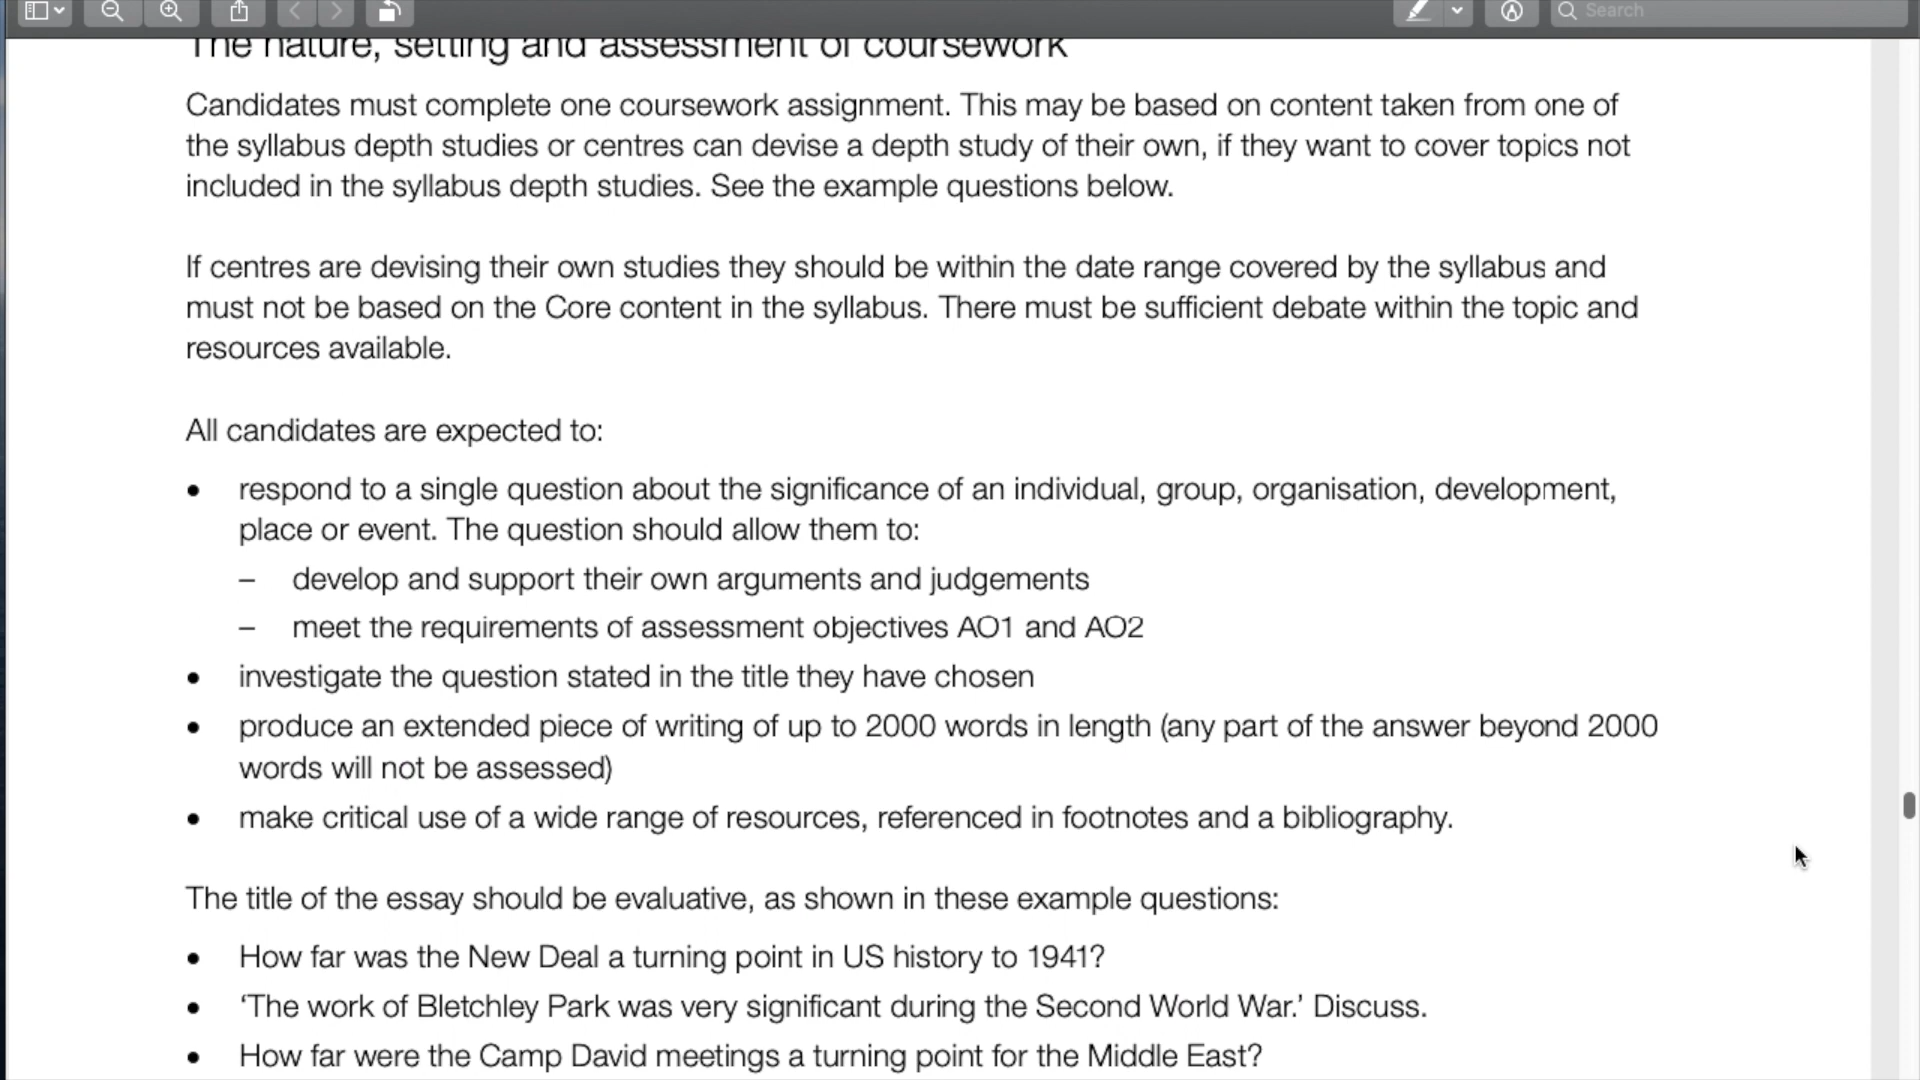 Search
The nature, setting and assessment of coursework
Candidates must complete one coursework assignment. This may be based on content taken from one of
the syllabus depth studies or centres can devise a depth study of their own, if they want to cover topics not
included in the syllabus depth studies. See the example questions below.
If centres are devising their own studies they should be within the date range covered by the syllabus and
must not be based on the Core content in the syllabus. There must be sufficient debate within the topic and
resources available.
All candidates are expected to:
• respond to a single question about the significance of an individual, group, organisation, development,
place or event. The question should allow them to:
– develop and support their own arguments and judgements
– meet the requirements of assessment objectives AO1 and AO2
• investigate the question stated in the title they have chosen
• produce an extended piece of writing of up to 2000 words in length (any part of the answer beyond 2000
words will not be assessed)
• make critical use of a wide range of resources, referenced in footnotes and a bibliography.
The title of the essay should be evaluative, as shown in these example questions:
• How far was the New Deal a turning point in US history to 1941?
• ‘The work of Bletchley Park was very significant during the Second World War.’ Discuss.
• How far were the Camp David meetings a turning point for the Middle East?